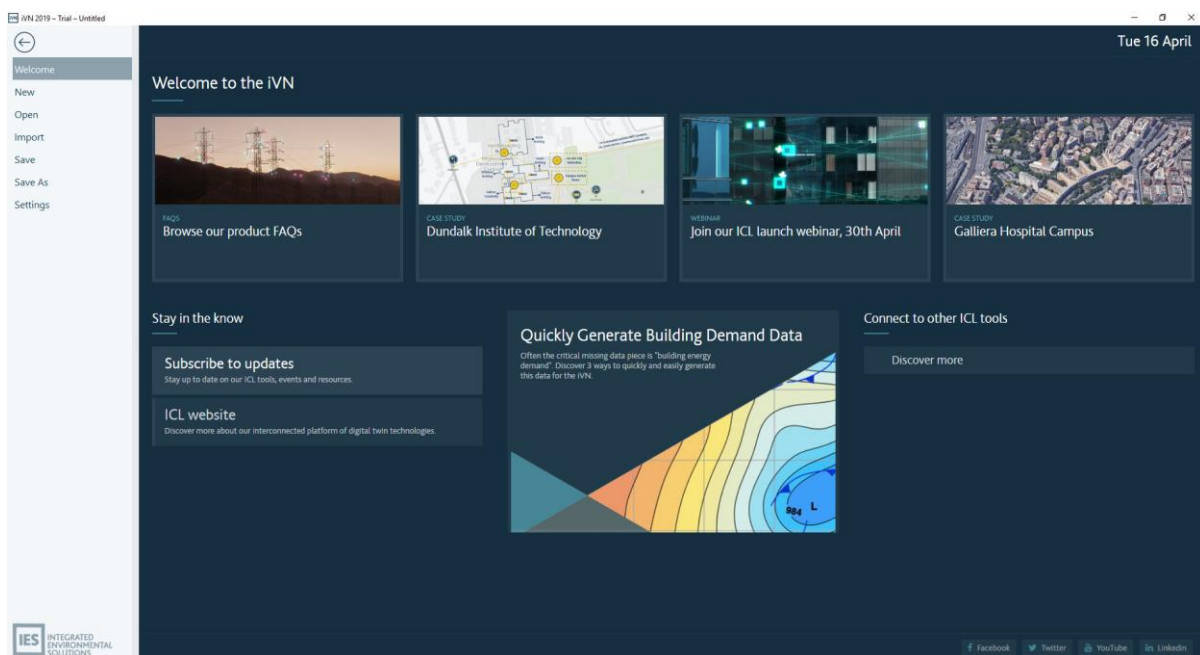 iVN 2019 – Trial – Untitled
Tue 16 April
Welcome
New
Open
Import
Save
Save As
Settings
Welcome to the iVN
FAQS
Browse our product FAQs
CASE STUDY
Dundalk Institute of Technology
WEBINAR
Join our ICL launch webinar, 30th April
CASE STUDY
Galliera Hospital Campus
Stay in the know
Subscribe to updates
Stay up to date on our ICL tools, events and resources.
ICL website
Discover more about our interconnected platform of digital twin technologies.
Quickly Generate Building Demand Data
Often the critical missing data piece is "building energy
demand". Discover 3 ways to quickly and easily generate
this data for the iVN.
984
L
Connect to other ICL tools
Discover more
IES INTEGRATED
ENVIRONMENTAL
SOLUTIONS
Facebook
Twitter
YouTube
Linkedin